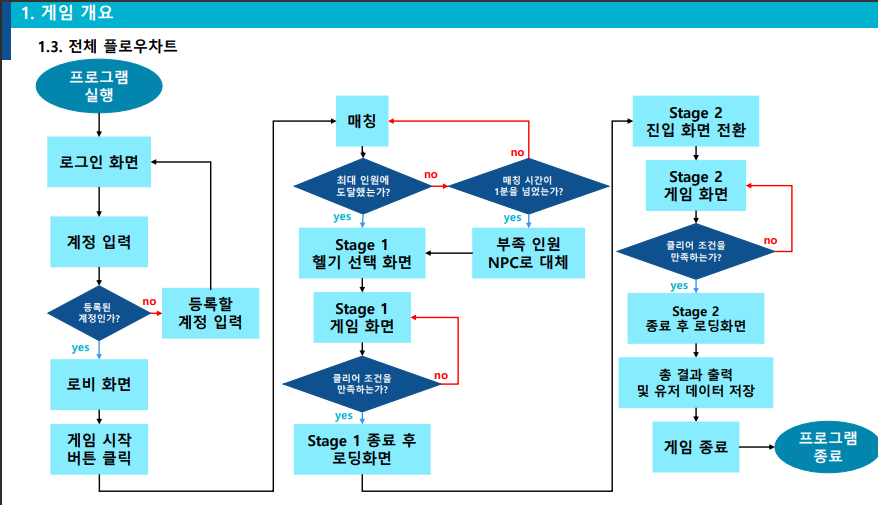 1. 게임 개요
1.3. 전체 플로우차트
프로그램
실행
로그인 화면
계정 입력
등록된
계정인가?
no
등록할
계정 입력
yes
로비 화면
게임 시작
버튼 클릭
매칭
최대 인원에
도달했는가?
no
매칭 시간이
1분을 넘었는가?
no
yes
yes
Stage 1
헬기 선택 화면
부족 인원
NPC로 대체
Stage 1
게임 화면
클리어 조건을
만족하는가?
no
yes
Stage 1 종료 후
로딩화면
Stage 2
진입 화면 전환
Stage 2
게임 화면
클리어 조건을
만족하는가?
no
yes
Stage 2
종료 후 로딩화면
총 결과 출력
및 유저 데이터 저장
게임 종료
프로그램
종료